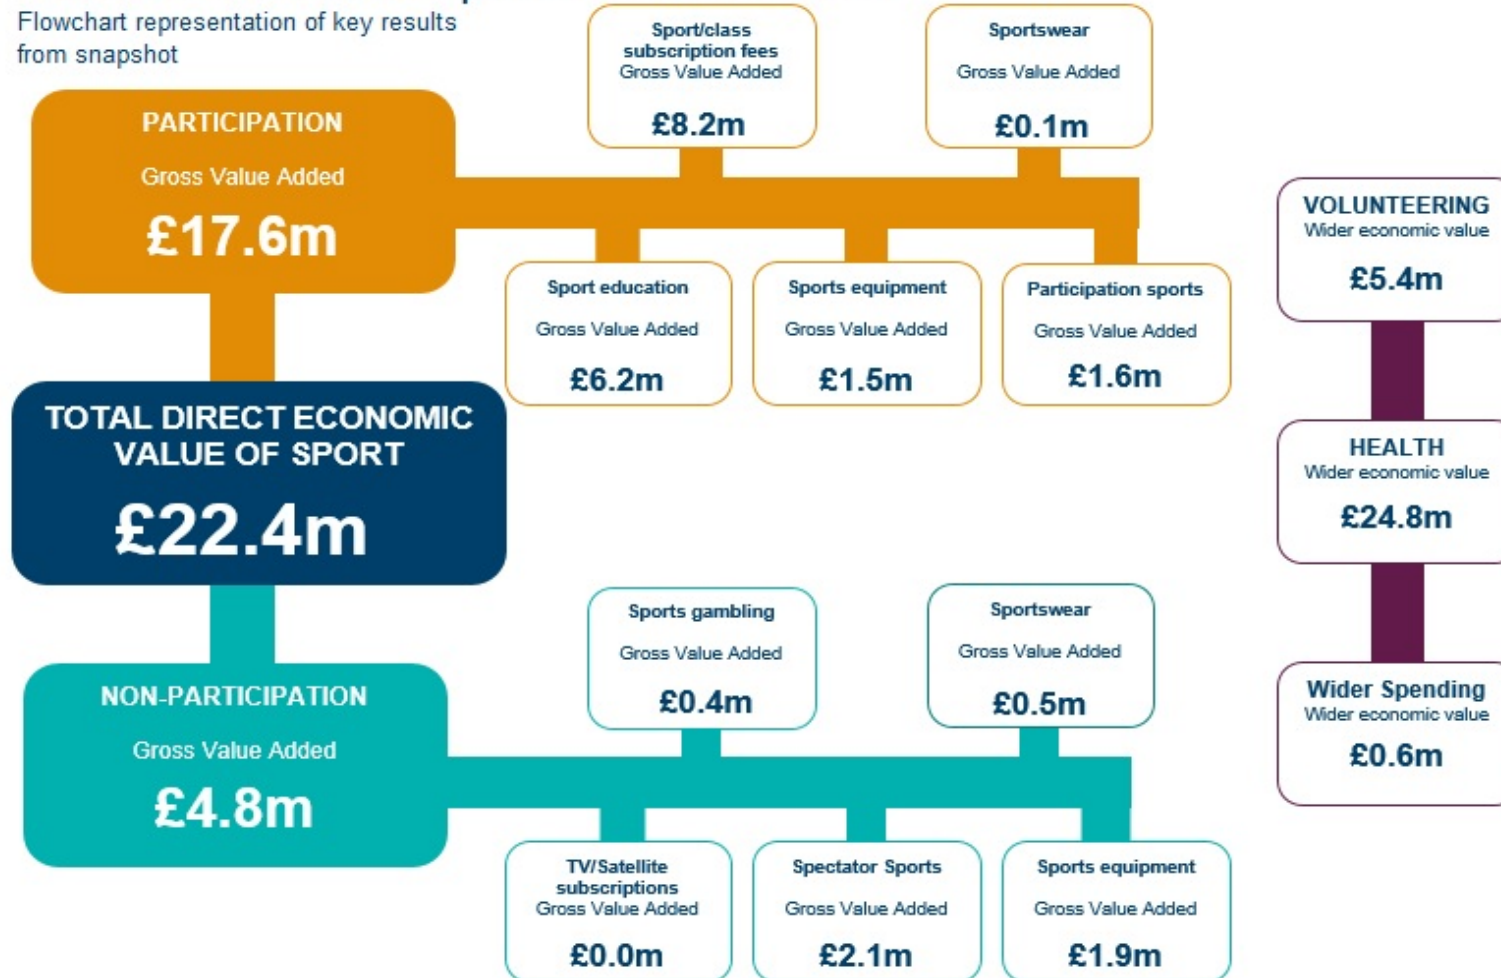 Flowchart representation of key results
from snapshot
PARTICIPATION
Gross Value Added
£17.6m
Sport/class
subscription fees
Gross Value Added
£8.2m
Sportswear
Gross Value Added
£0.1m
Sport education
Gross Value Added
£6.2m
Sports equipment
Gross Value Added
£1.5m
Participation sports
Gross Value Added
£1.6m
TOTAL DIRECT ECONOMIC
VALUE OF SPORT
£22.4m
NON-PARTICIPATION
Gross Value Added
£4.8m
Sports gambling
Gross Value Added
£0.4m
Sportswear
Gross Value Added
£0.5m
TV/Satellite
subscriptions
Gross Value Added
£0.0m
Spectator Sports
Gross Value Added
£2.1m
Sports equipment
Gross Value Added
£1.9m
VOLUNTEERING
Wider economic value
£5.4m
HEALTH
Wider economic value
£24.8m
Wider Spending
Wider economic value
£0.6m